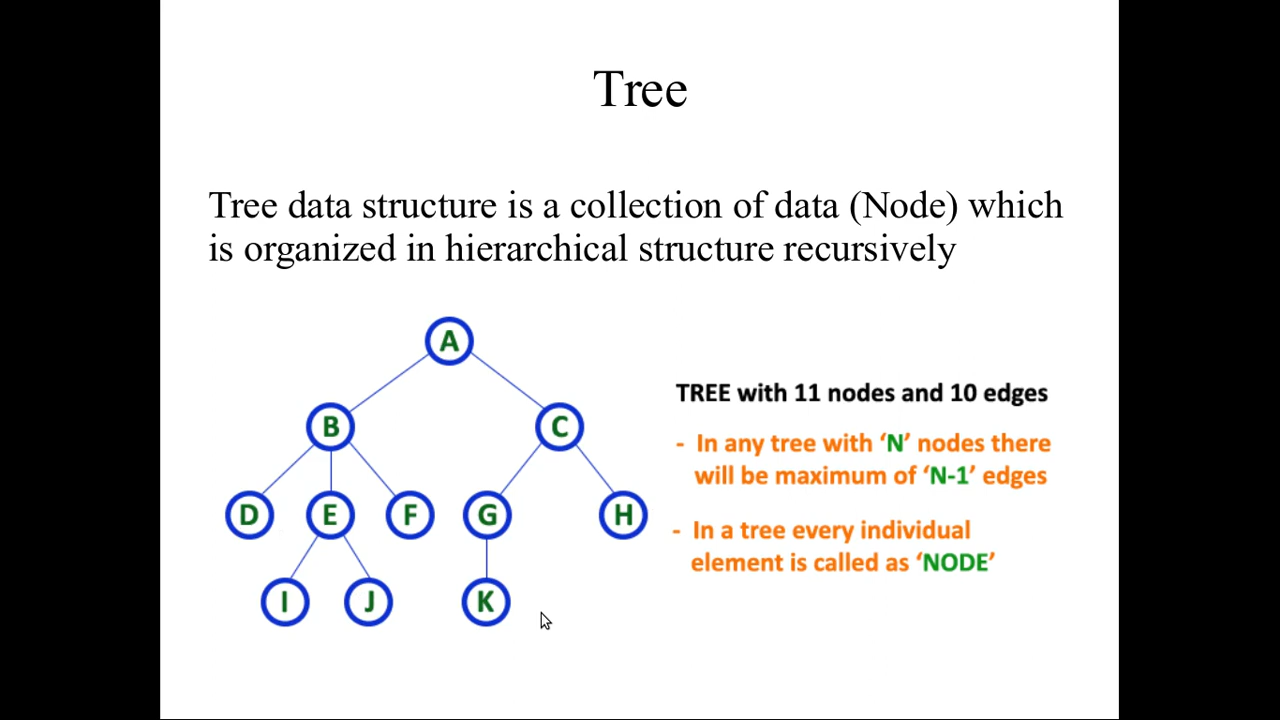 Tree
Tree data structure is a collection of data (Node) which
is organized in hierarchical structure recursively
A
B
C
D
E
F
G
H
I
J
K
TREE with 11 nodes and 10 edges
- In any tree with ‘N’ nodes there
will be maximum of ‘N-1’ edges
- In a tree every individual
element is called as ‘NODE’